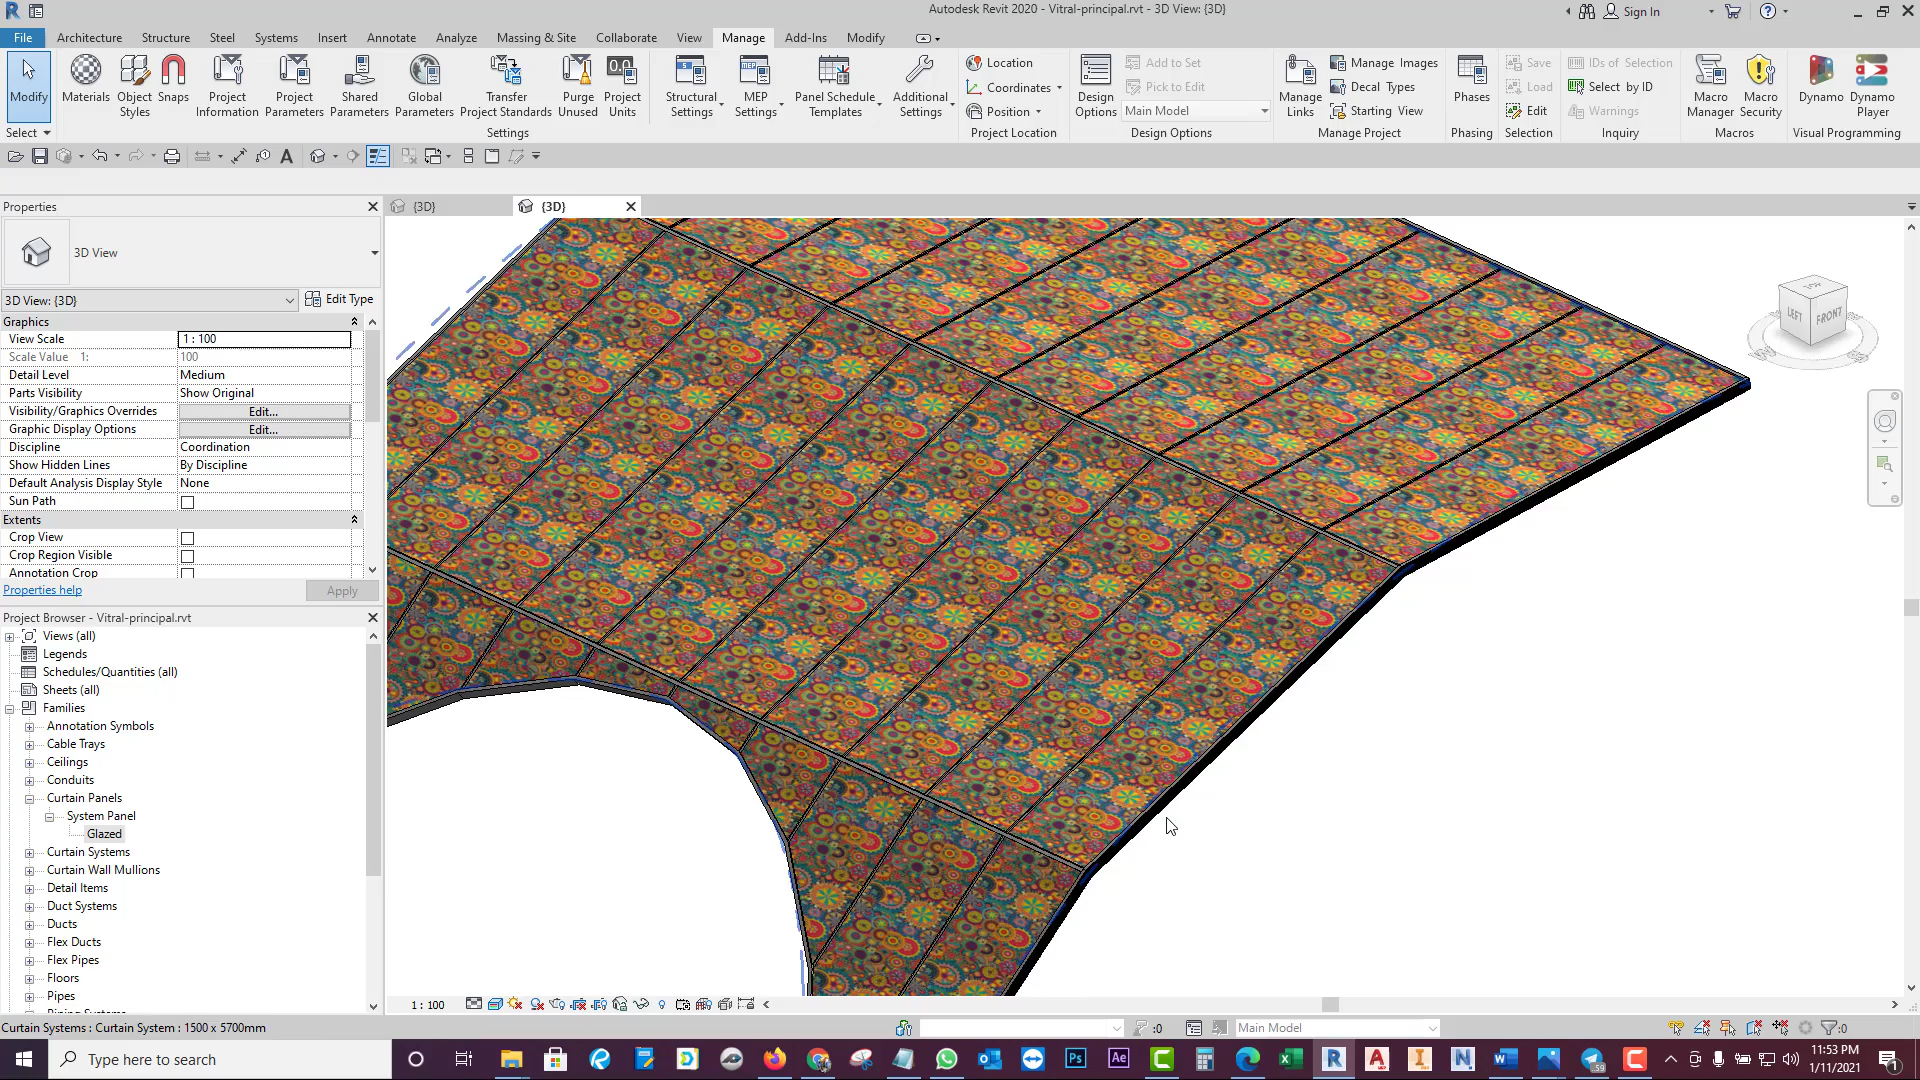 Autodesk Revit 2020 - Vitral-principal.rvt - 3D View: {3D}
Sign In
File Architecture Structure Steel Systems Insert Annotate Analyze Massing & Site Collaborate View Manage Add-Ins Modify
Modify
Materials
Object Styles
Snaps
Project Information
Project Parameters
Shared Parameters
Global Parameters
Transfer Project Standards
Purge Unused
Project Units
Structural Settings
MEP Settings
Panel Schedule Templates
Additional Settings
Location
Coordinates
Position
Design Options
Add to Set
Pick to Edit
Main Model
Manage Links
Manage Images
Decal Types
Starting View
Phases
Save
Load
Edit
IDs of Selection
Select by ID
Warnings
Macro Manager
Macro Security
Dynamo
Dynamo Player
Select
Settings
Project Location
Design Options
Manage Project
Phasing
Selection
Inquiry
Macros
Visual Programming
Properties
{3D}
{3D}
3D View
3D View: {3D}
Edit Type
Graphics
View Scale 1 : 100
Scale Value 1: 100
Detail Level Medium
Parts Visibility Show Original
Visibility/Graphics Overrides Edit...
Graphic Display Options Edit...
Discipline Coordination
Show Hidden Lines By Discipline
Default Analysis Display Style None
Sun Path
Extents
Crop View
Crop Region Visible
Annotation Crop
Properties help
Apply
TOP
LEFT
FRONT
Project Browser - Vitral-principal.rvt
Views (all)
Legends
Schedules/Quantities (all)
Sheets (all)
Families
Annotation Symbols
Cable Trays
Ceilings
Conduits
Curtain Panels
System Panel
Glazed
Curtain Systems
Curtain Wall Mullions
Detail Items
Duct Systems
Ducts
Flex Ducts
Flex Pipes
Floors
Pipes
Piping Systems
1 : 100
Curtain Systems : Curtain System : 1500 x 5700mm
:0
Main Model
:0
Type here to search
11:53 PM
1/11/2021